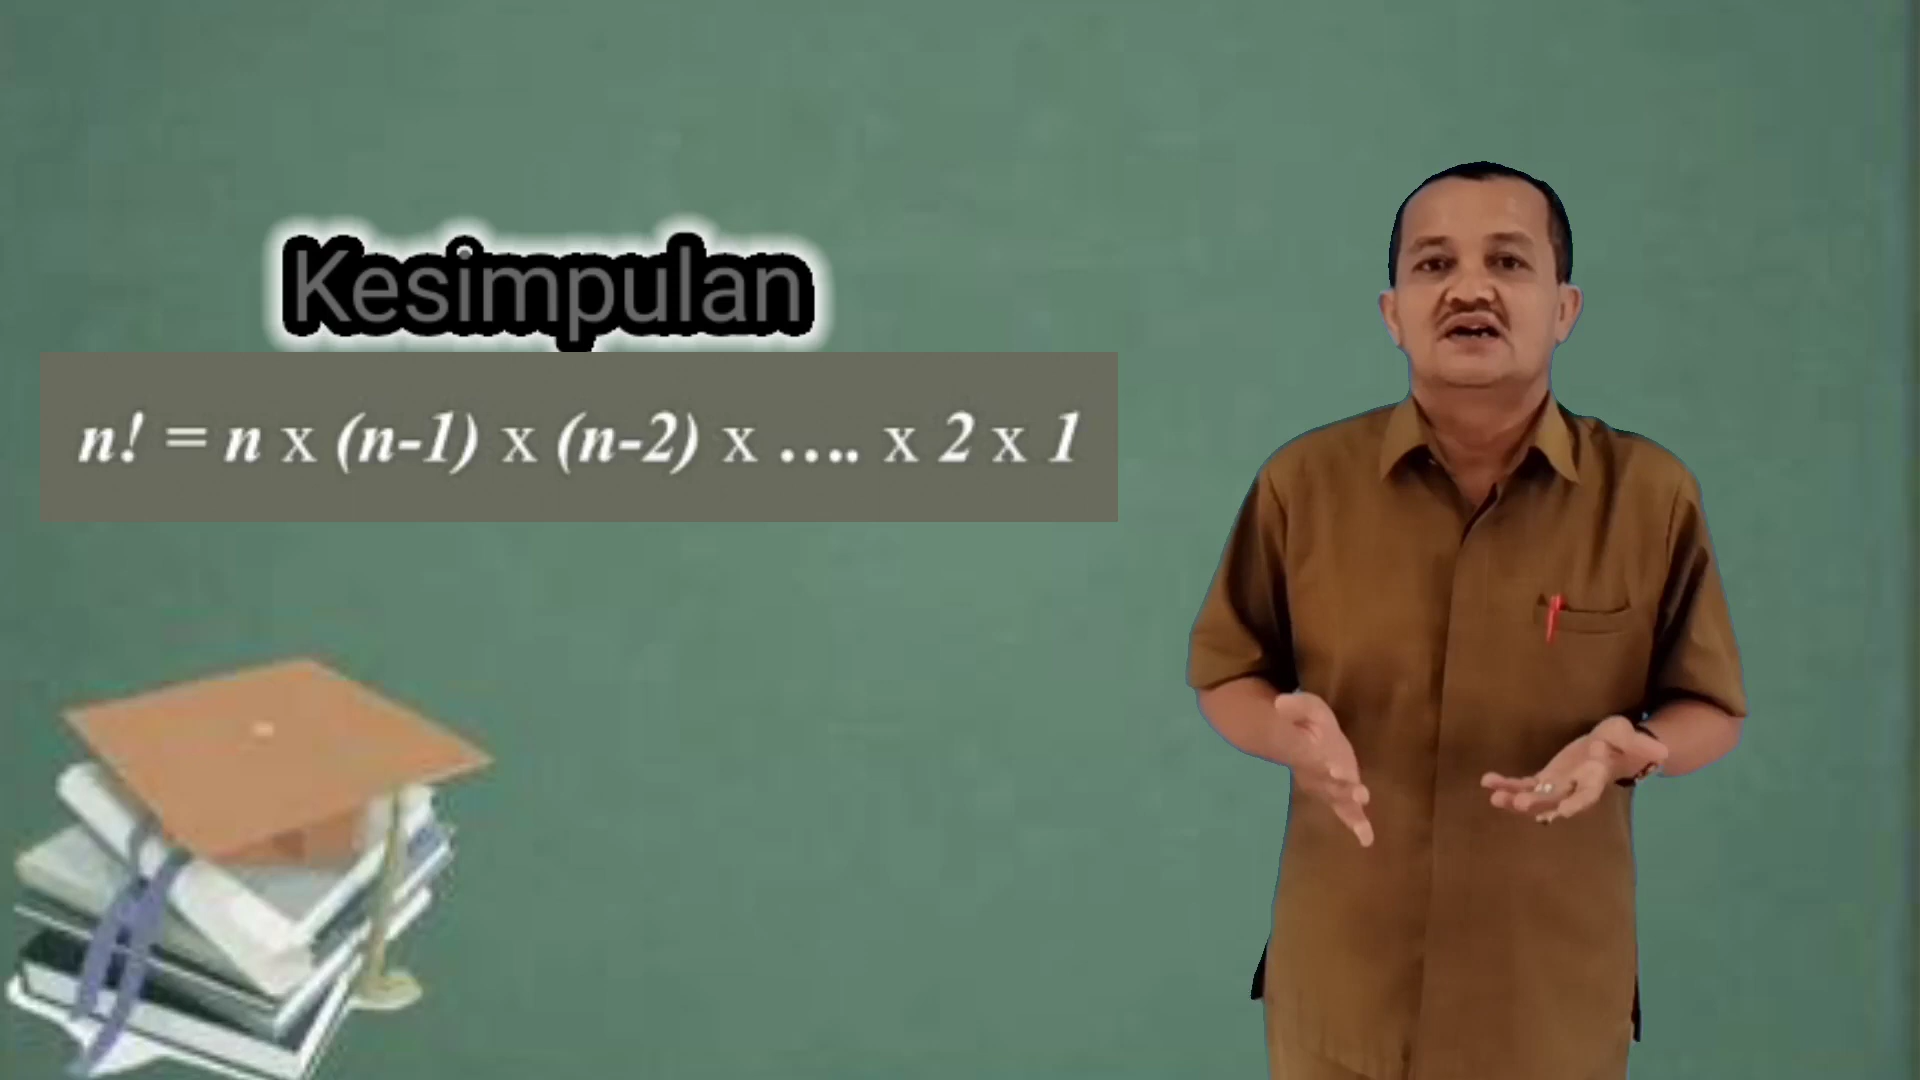 Kesimpulan
n! = n x (n-1) x (n-2) x .... x 2 x 1